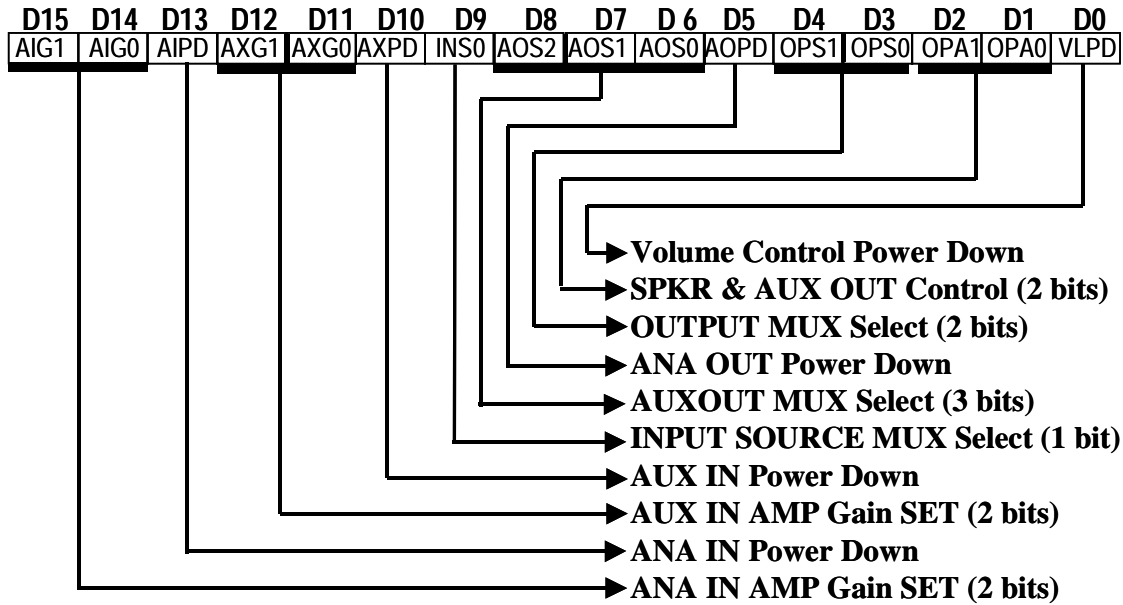 D15 D14 D13 D12 D11 D10 D9 D8 D7 D 6 D5 D4 D3 D2 D1 D0
AIG1 AIG0 AIPD AXG1 AXG0 AXPD INS0 AOS2 AOS1 AOS0 AOPD OPS1 OPS0 OPA1 OPA0 VLPD
Volume Control Power Down
SPKR & AUX OUT Control (2 bits)
OUTPUT MUX Select (2 bits)
ANA OUT Power Down
AUXOUT MUX Select (3 bits)
INPUT SOURCE MUX Select (1 bit)
AUX IN Power Down
AUX IN AMP Gain SET (2 bits)
ANA IN Power Down
ANA IN AMP Gain SET (2 bits)